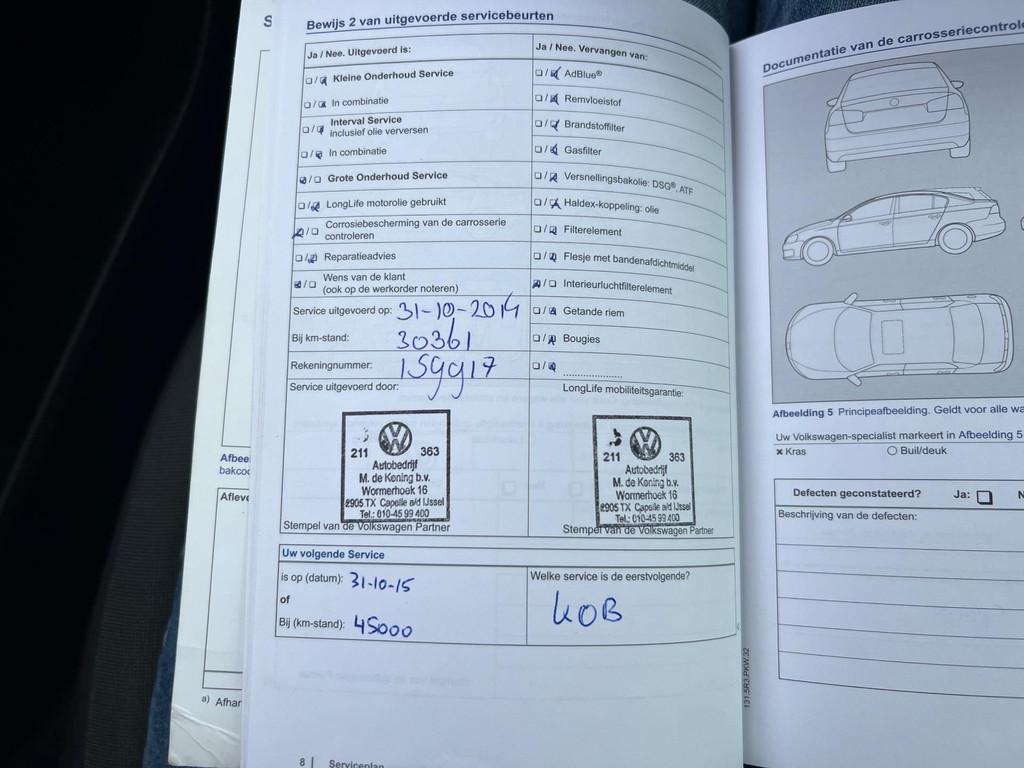 S
Bewijs 2 van uitgevoerde servicebeurten
Ja / Nee. Uitgevoerd is:
Kleine Onderhoud Service
In combinatie
Interval Service
inclusief olie verversen
In combinatie
Grote Onderhoud Service
LongLife motorolie gebruikt
Corrosiebescherming van de carrosserie
controleren
Reparatieadvies
Wens van de klant
(ook op de werkorder noteren)
Service uitgevoerd op: 31-10-2014
Bij km-stand: 30361
Rekeningnummer: 159917
Service uitgevoerd door:
211 363
Autobedrijf
M. de Koning b.v.
Wormerhoek 16
2905 TX Capelle a/d IJssel
Tel.: 010-45 99 400
Stempel van de Volkswagen Partner
Ja / Nee. Vervangen van:
AdBlue®
Remvloeistof
Brandstoffilter
Gasfilter
Versnellingsbakolie: DSG®, ATF
Haldex-koppeling: olie
Filterelement
Flesje met bandenafdichtmiddel
Interieurluchtfilterelement
Getande riem
Bougies
....................
LongLife mobiliteitsgarantie:
211 363
Autobedrijf
M. de Koning b.v.
Wormerhoek 16
2905 TX Capelle a/d IJssel
Tel.: 010-45 99 400
Stempel van de Volkswagen Partner
Uw volgende Service
is op (datum): 31-10-15
of
Bij (km-stand): 45000
Welke service is de eerstvolgende?
KOB
8 | Serviceplan
Afbee
bakcod
Afleve
a) Afhar
Documentatie van de carrosseriecontrole
Afbeelding 5 Principeafbeelding. Geldt voor alle wa
Uw Volkswagen-specialist markeert in Afbeelding 5
× Kras
○ Buil/deuk
Defecten geconstateerd? Ja: N
Beschrijving van de defecten:
131.5R3.PKW.32